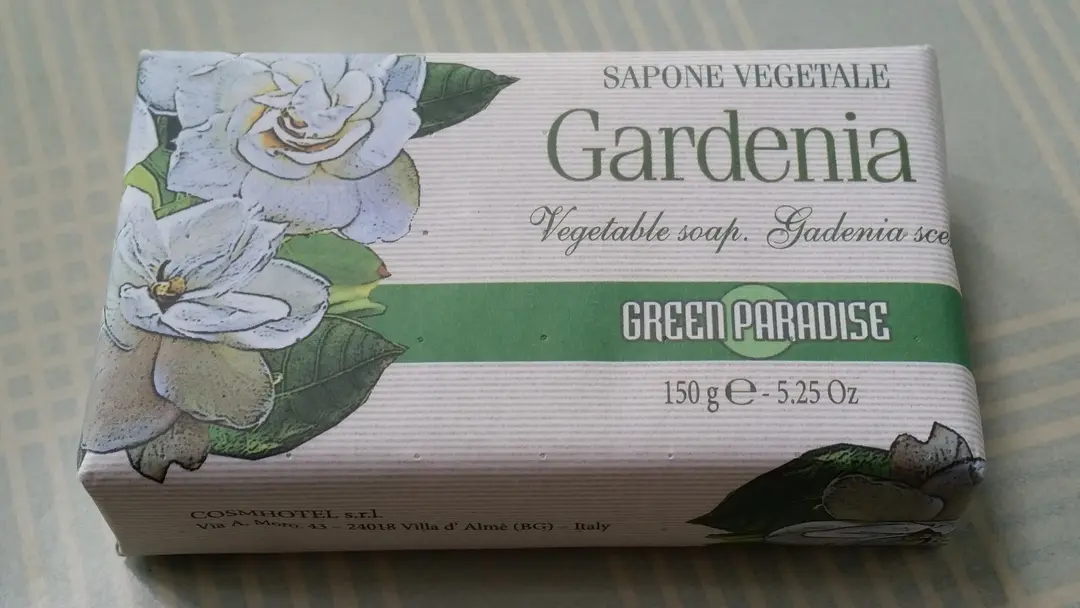 SAPONE VEGETALE
Gardenia
Vegetable soap. Gadenia sce
GREEN PARADISE
150 g ℮ - 5.25 Oz
COSMHOTEL s.r.l.
Via A. Moro, 43 - 24018 Villa d' Almé (BG) - Italy